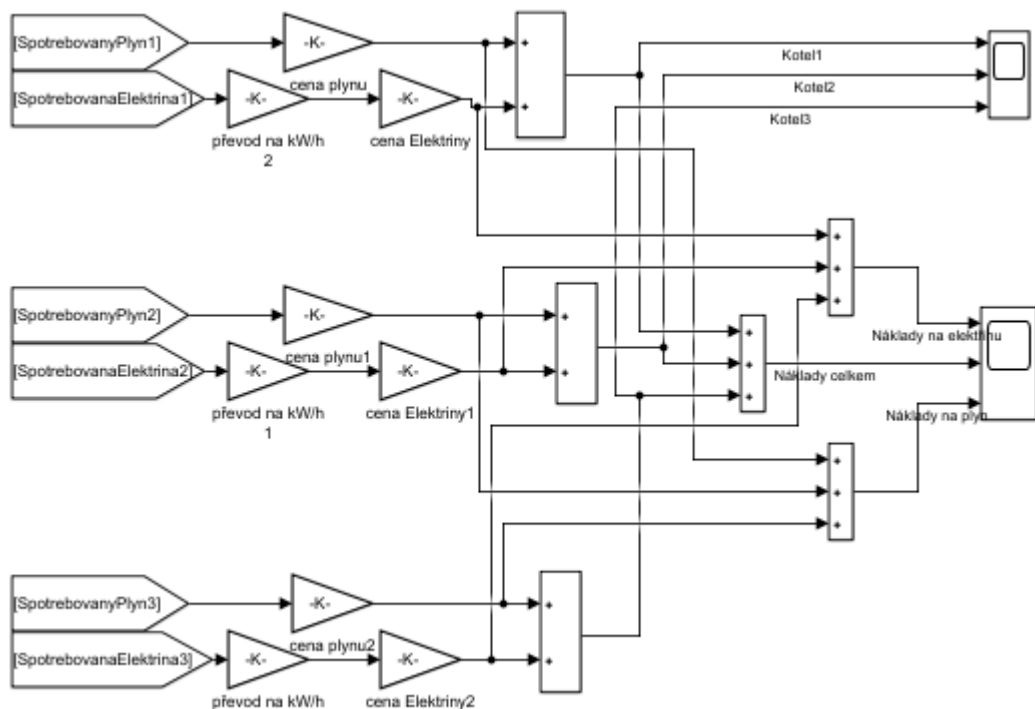 [SpotrebovanyPlyn1]
-K-
cena plynu
+
+
Kotel1
Kotel2
Kotel3
[SpotrebovanaElektrina1]
-K-
převod na kW/h
2
-K-
cena Elektriny
+
+
+
[SpotrebovanyPlyn2]
-K-
cena plynu1
+
+
[SpotrebovanaElektrina2]
-K-
převod na kW/h
1
-K-
cena Elektriny1
+
+
+
Náklady na elektřinu
Náklady celkem
Náklady na plyn
+
+
+
[SpotrebovanyPlyn3]
-K-
cena plynu2
+
+
[SpotrebovanaElektrina3]
-K-
převod na kW/h
-K-
cena Elektriny2